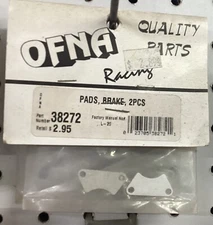 OFNA
QUALITY
PARTS
Racing
PADS, BRAKE, 2PCS
Part
Number 38272
Retail $ 2.95
Factory Manual Ref